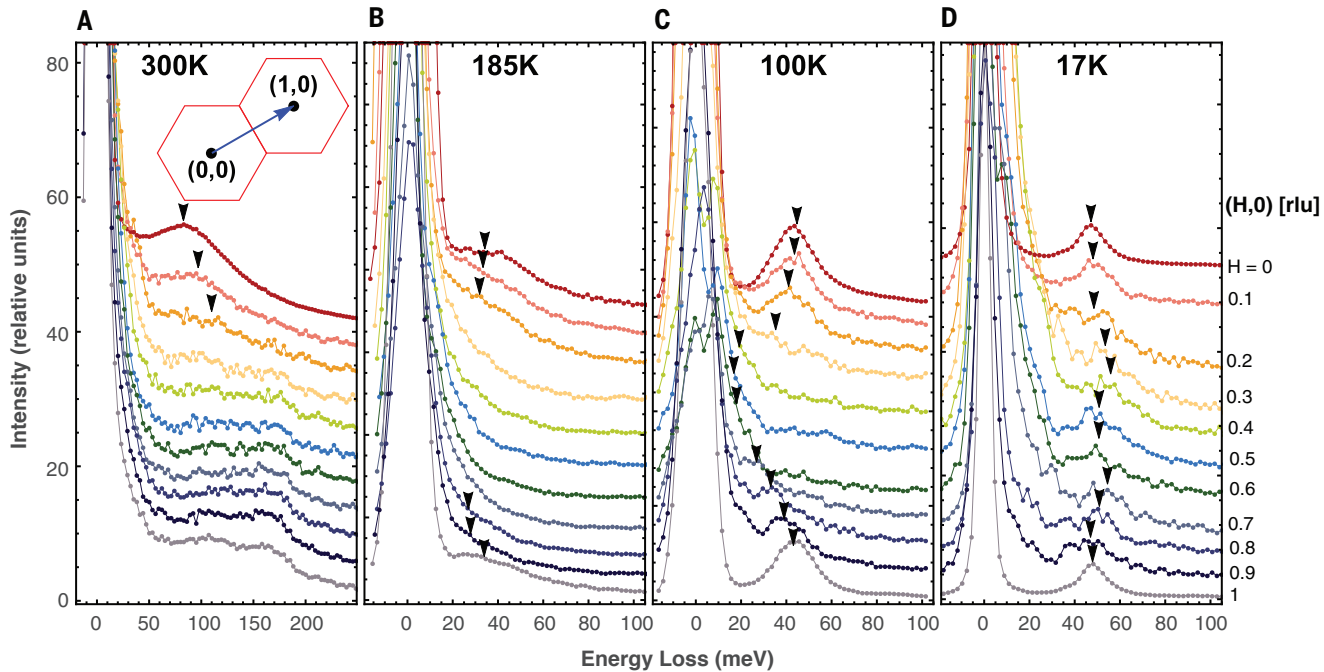 A B C D
300K 185K 100K 17K
(1,0)
(0,0)
80
60
40
20
0
Intensity (relative units)
(H,0) [rlu]
H = 0
0.1
0.2
0.3
0.4
0.5
0.6
0.7
0.8
0.9
1
0 50 100 150 200 0 20 40 60 80 100 0 20 40 60 80 100 0 20 40 60 80 100
Energy Loss (meV)